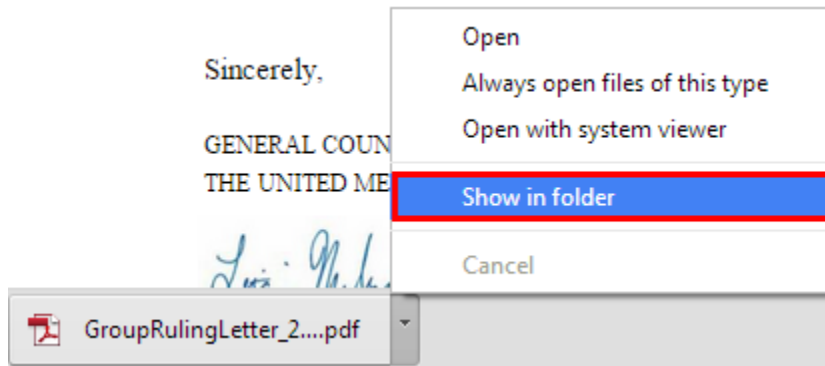 Sincerely,
GENERAL COUN
THE UNITED ME
Open
Always open files of this type
Open with system viewer
Show in folder
Cancel
GroupRulingLetter_2....pdf